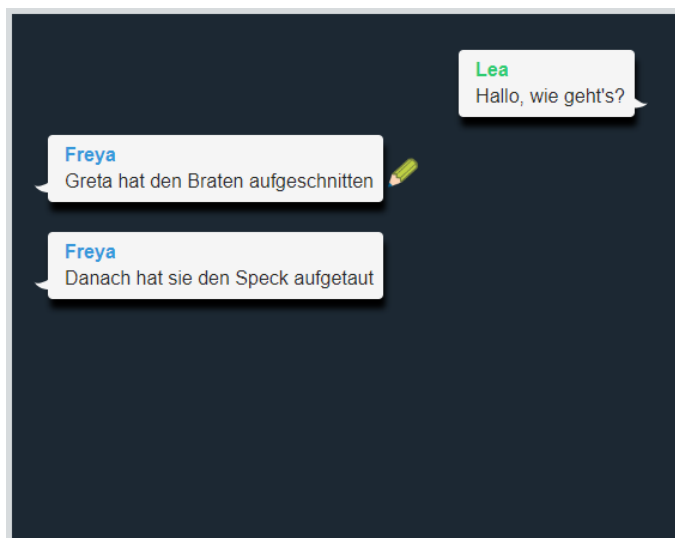 Lea
Hallo, wie geht's?
Freya
Greta hat den Braten aufgeschnitten
Freya
Danach hat sie den Speck aufgetaut